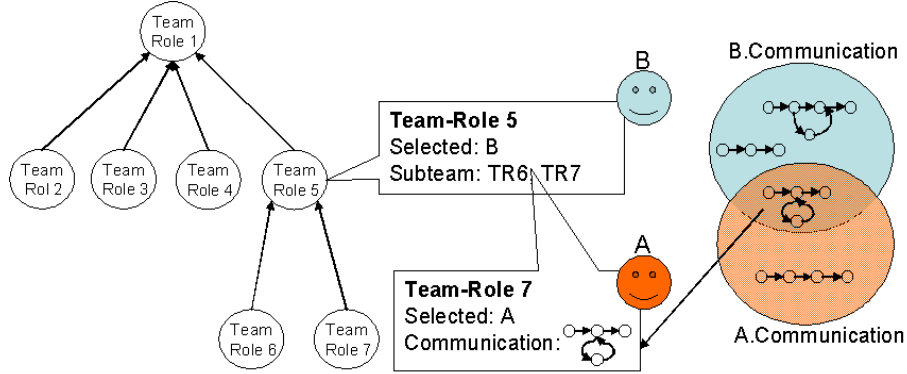 Team
Role 1
Team
Rol 2
Team
Role 3
Team
Role 4
Team
Role 5
Team
Role 6
Team
Role 7
B
Team-Role 5
Selected: B
Subteam: TR6, TR7
A
Team-Role 7
Selected: A
Communication:
B.Communication
A.Communication